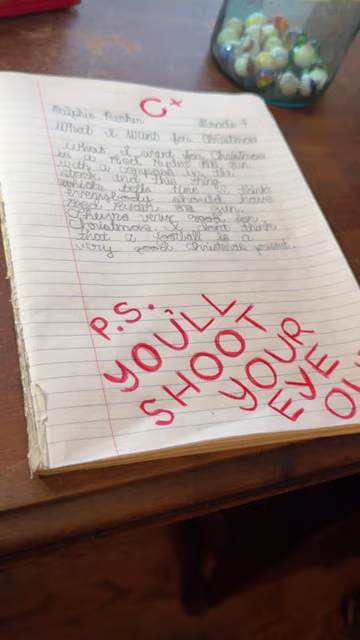 C+
Ralphie Parker Grade 4
What I want for Christmas
What I want for Christmas
is a Red Ryder BB gun
with a compass in the
stock and this thing
which tells time. I think
everybody should have
Red Ryder BB gun.
They're very good for
Christmas. I don't think
that a football is a
very good Christmas present.
P.S.
YOU'LL
SHOOT
YOUR
EYE
OU